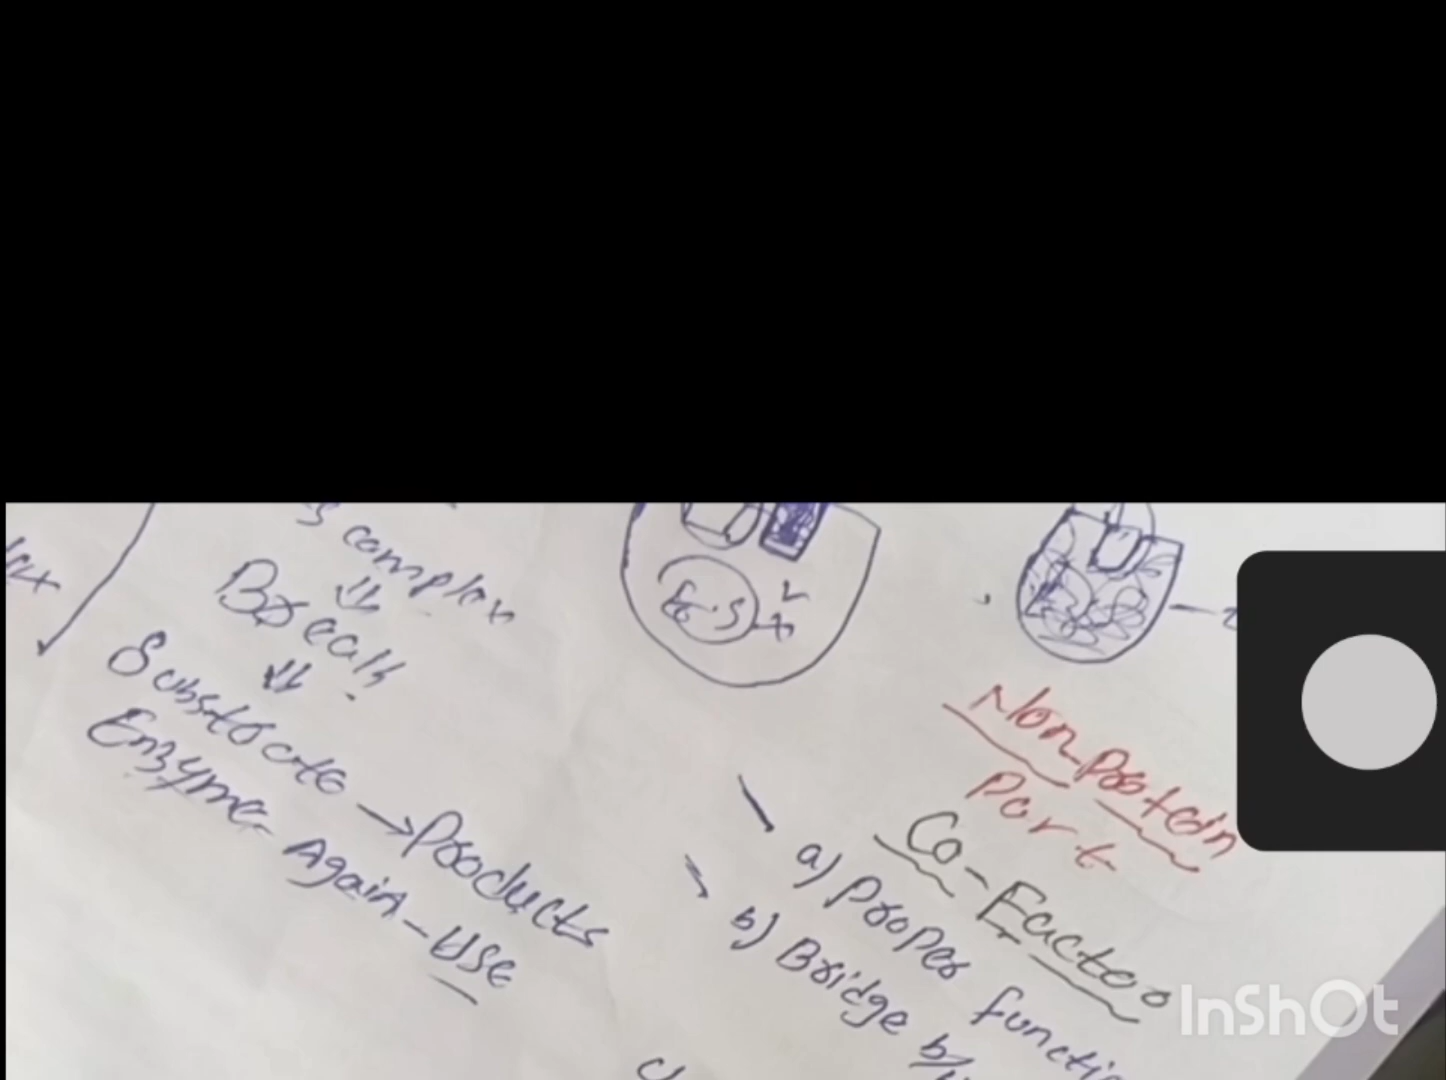 s complex
Break
Substrate → Products
Enzyme Again - Use
E-S
Non-Protein
Part
Co-Factor
a) Proper functi
b) Bridge b/
c)
InShOt